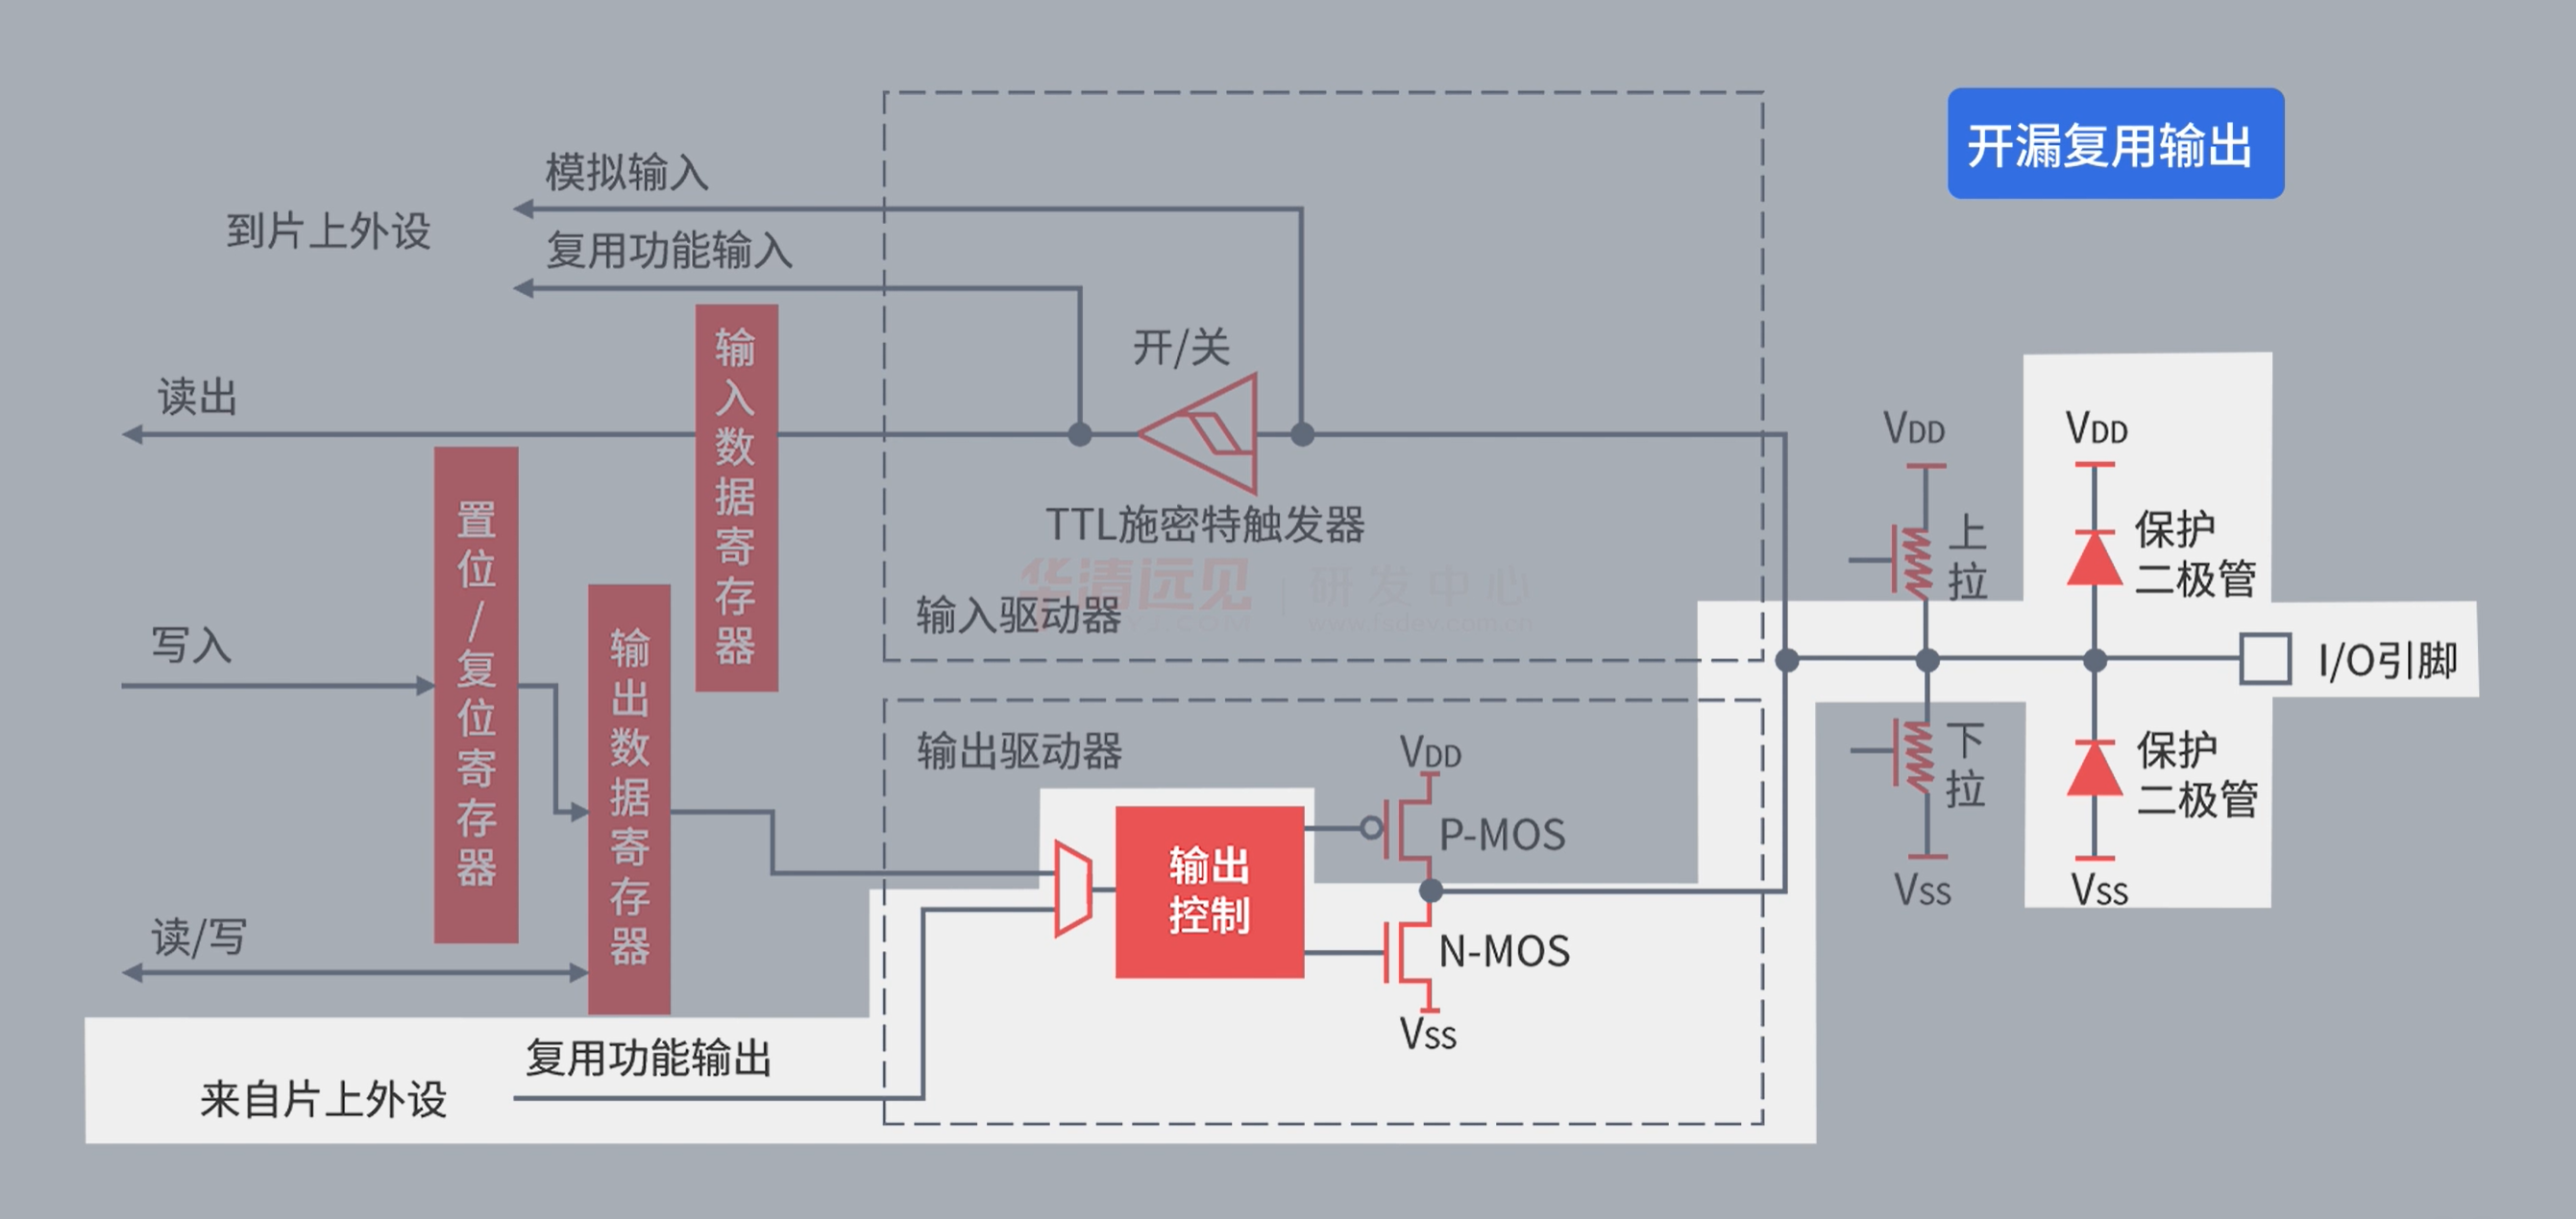 开漏复用输出
模拟输入
到片上外设
复用功能输入
开/关
读出
输入数据寄存器
TTL施密特触发器
VDD
VDD
上拉
保护
二极管
置位/复位寄存器
华清远见
研发中心
www.fsdev.com.cn
输入驱动器
写入
输出数据寄存器
I/O引脚
输出驱动器
VDD
P-MOS
下拉
保护
二极管
输出
控制
VSS
VSS
读/写
N-MOS
VSS
复用功能输出
来自片上外设